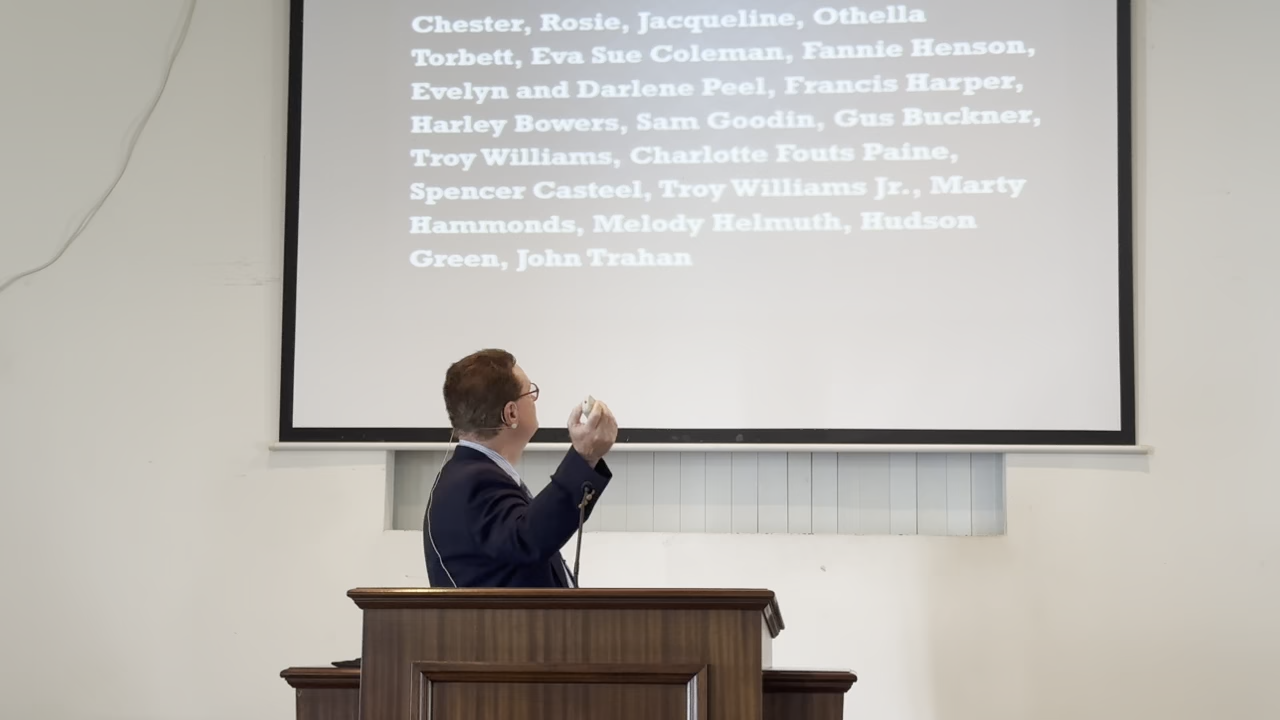 Chester, Rosie, Jacqueline, Othella
Torbett, Eva Sue Coleman, Fannie Henson,
Evelyn and Darlene Peel, Francis Harper,
Harley Bowers, Sam Goodin, Gus Buckner,
Troy Williams, Charlotte Fouts Paine,
Spencer Casteel, Troy Williams Jr., Marty
Hammonds, Melody Helmuth, Hudson
Green, John Trahan